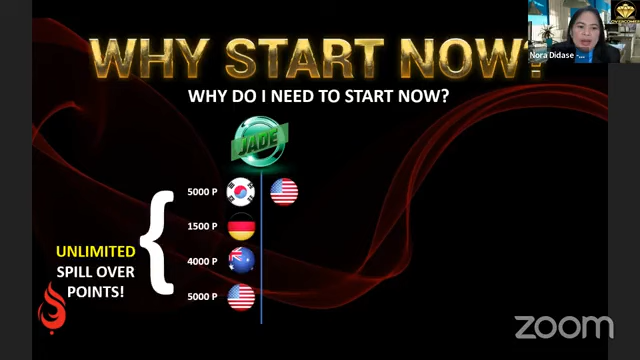 WHY START NOW?
WHY DO I NEED TO START NOW?
JADE
5000 P
1500 P
4000 P
5000 P
UNLIMITED
SPILL OVER
POINTS!
Nora Didase -...
zoom